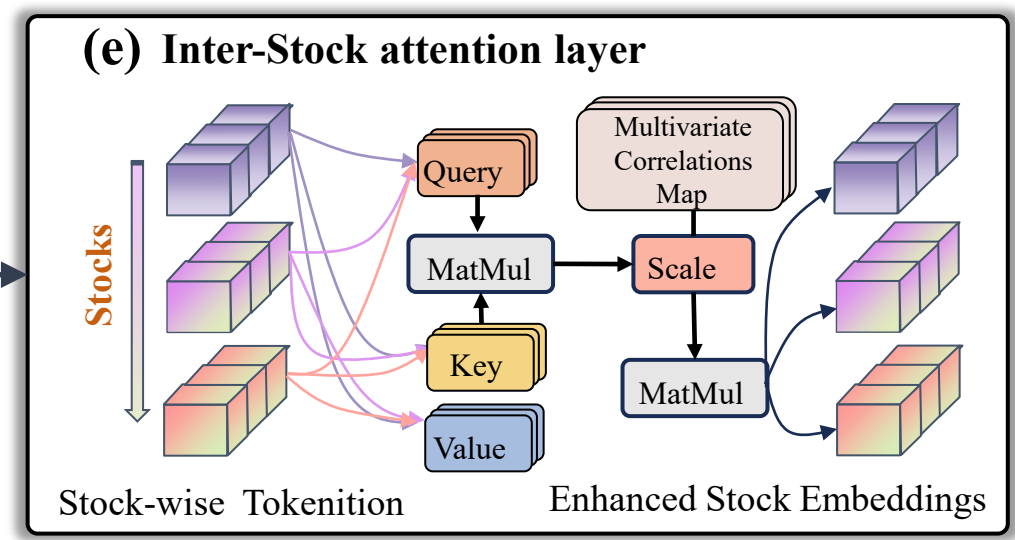 (e) Inter-Stock attention layer
Stocks
Query
MatMul
Key
Value
Multivariate
Correlations
Map
Scale
MatMul
Stock-wise Tokenition
Enhanced Stock Embeddings